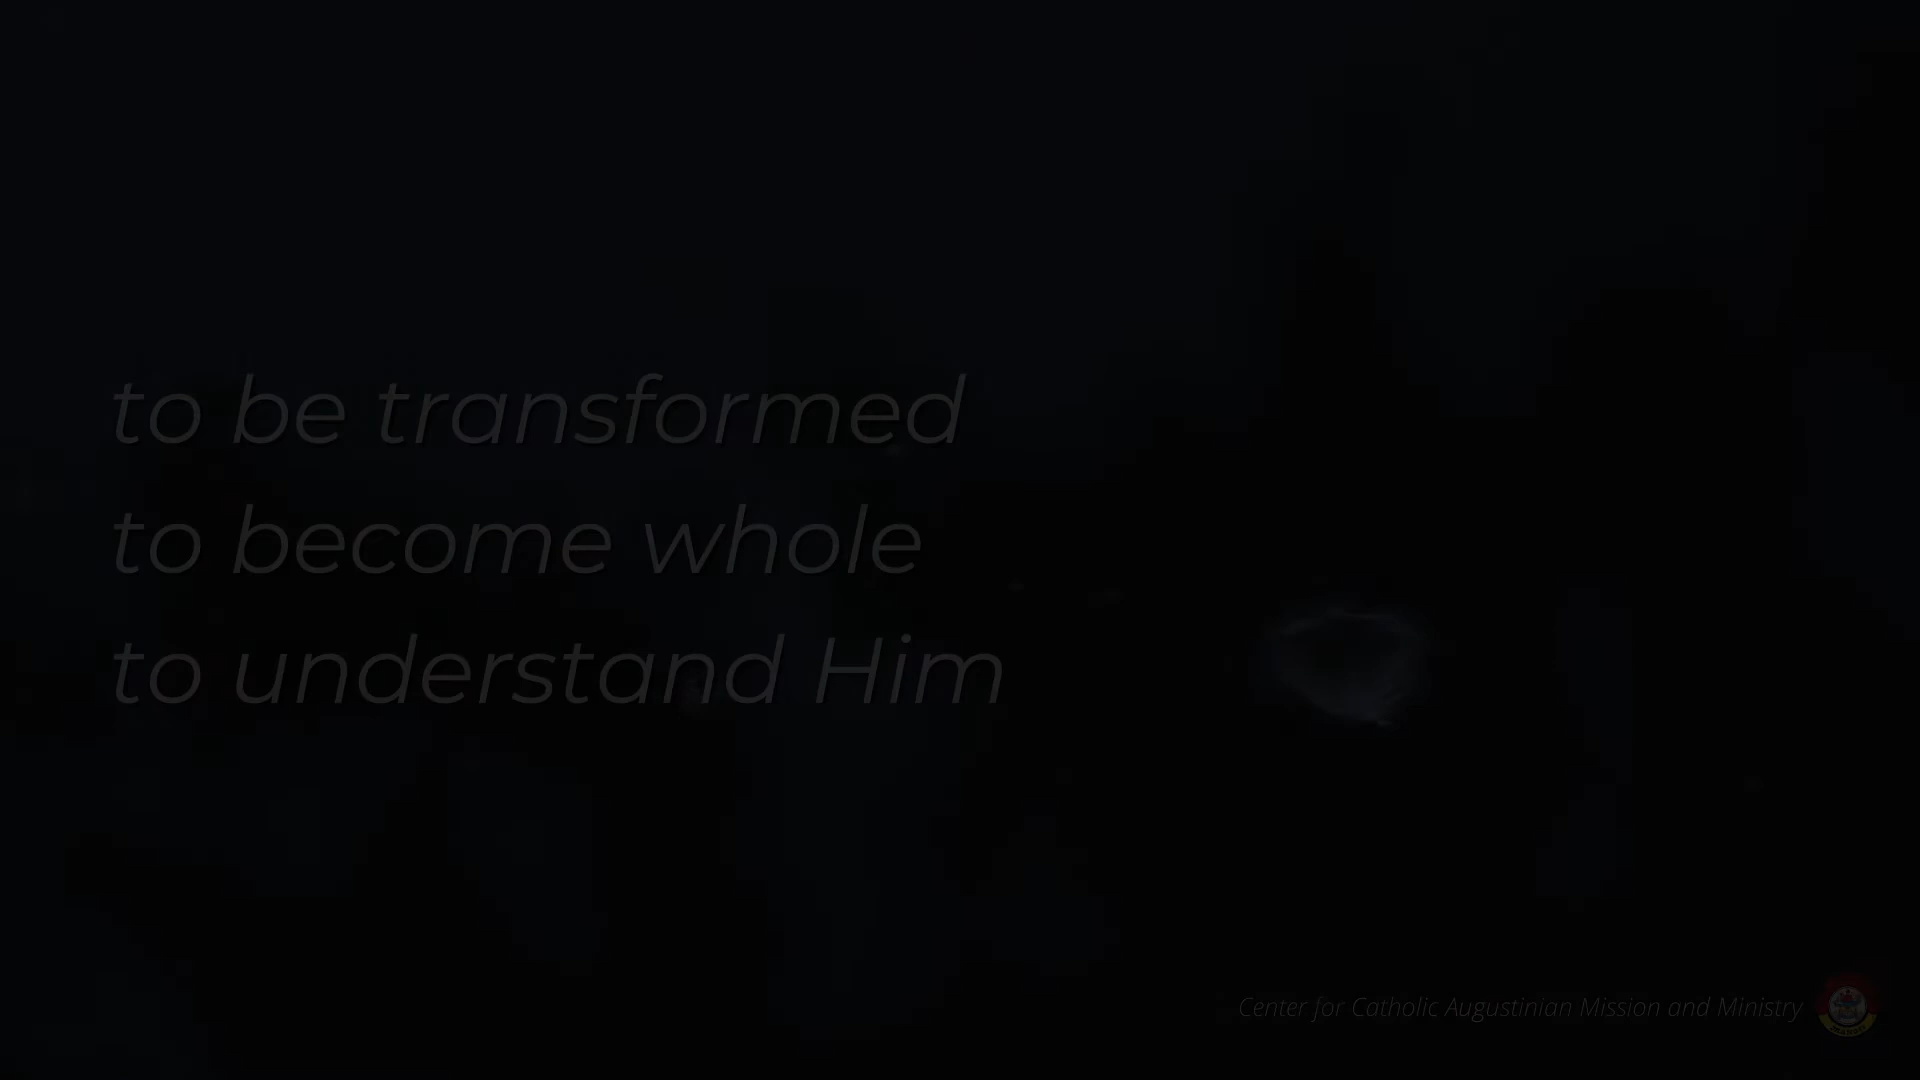 to be transformed
to become whole
to understand Him
Center for Catholic Augustinian Mission and Ministry